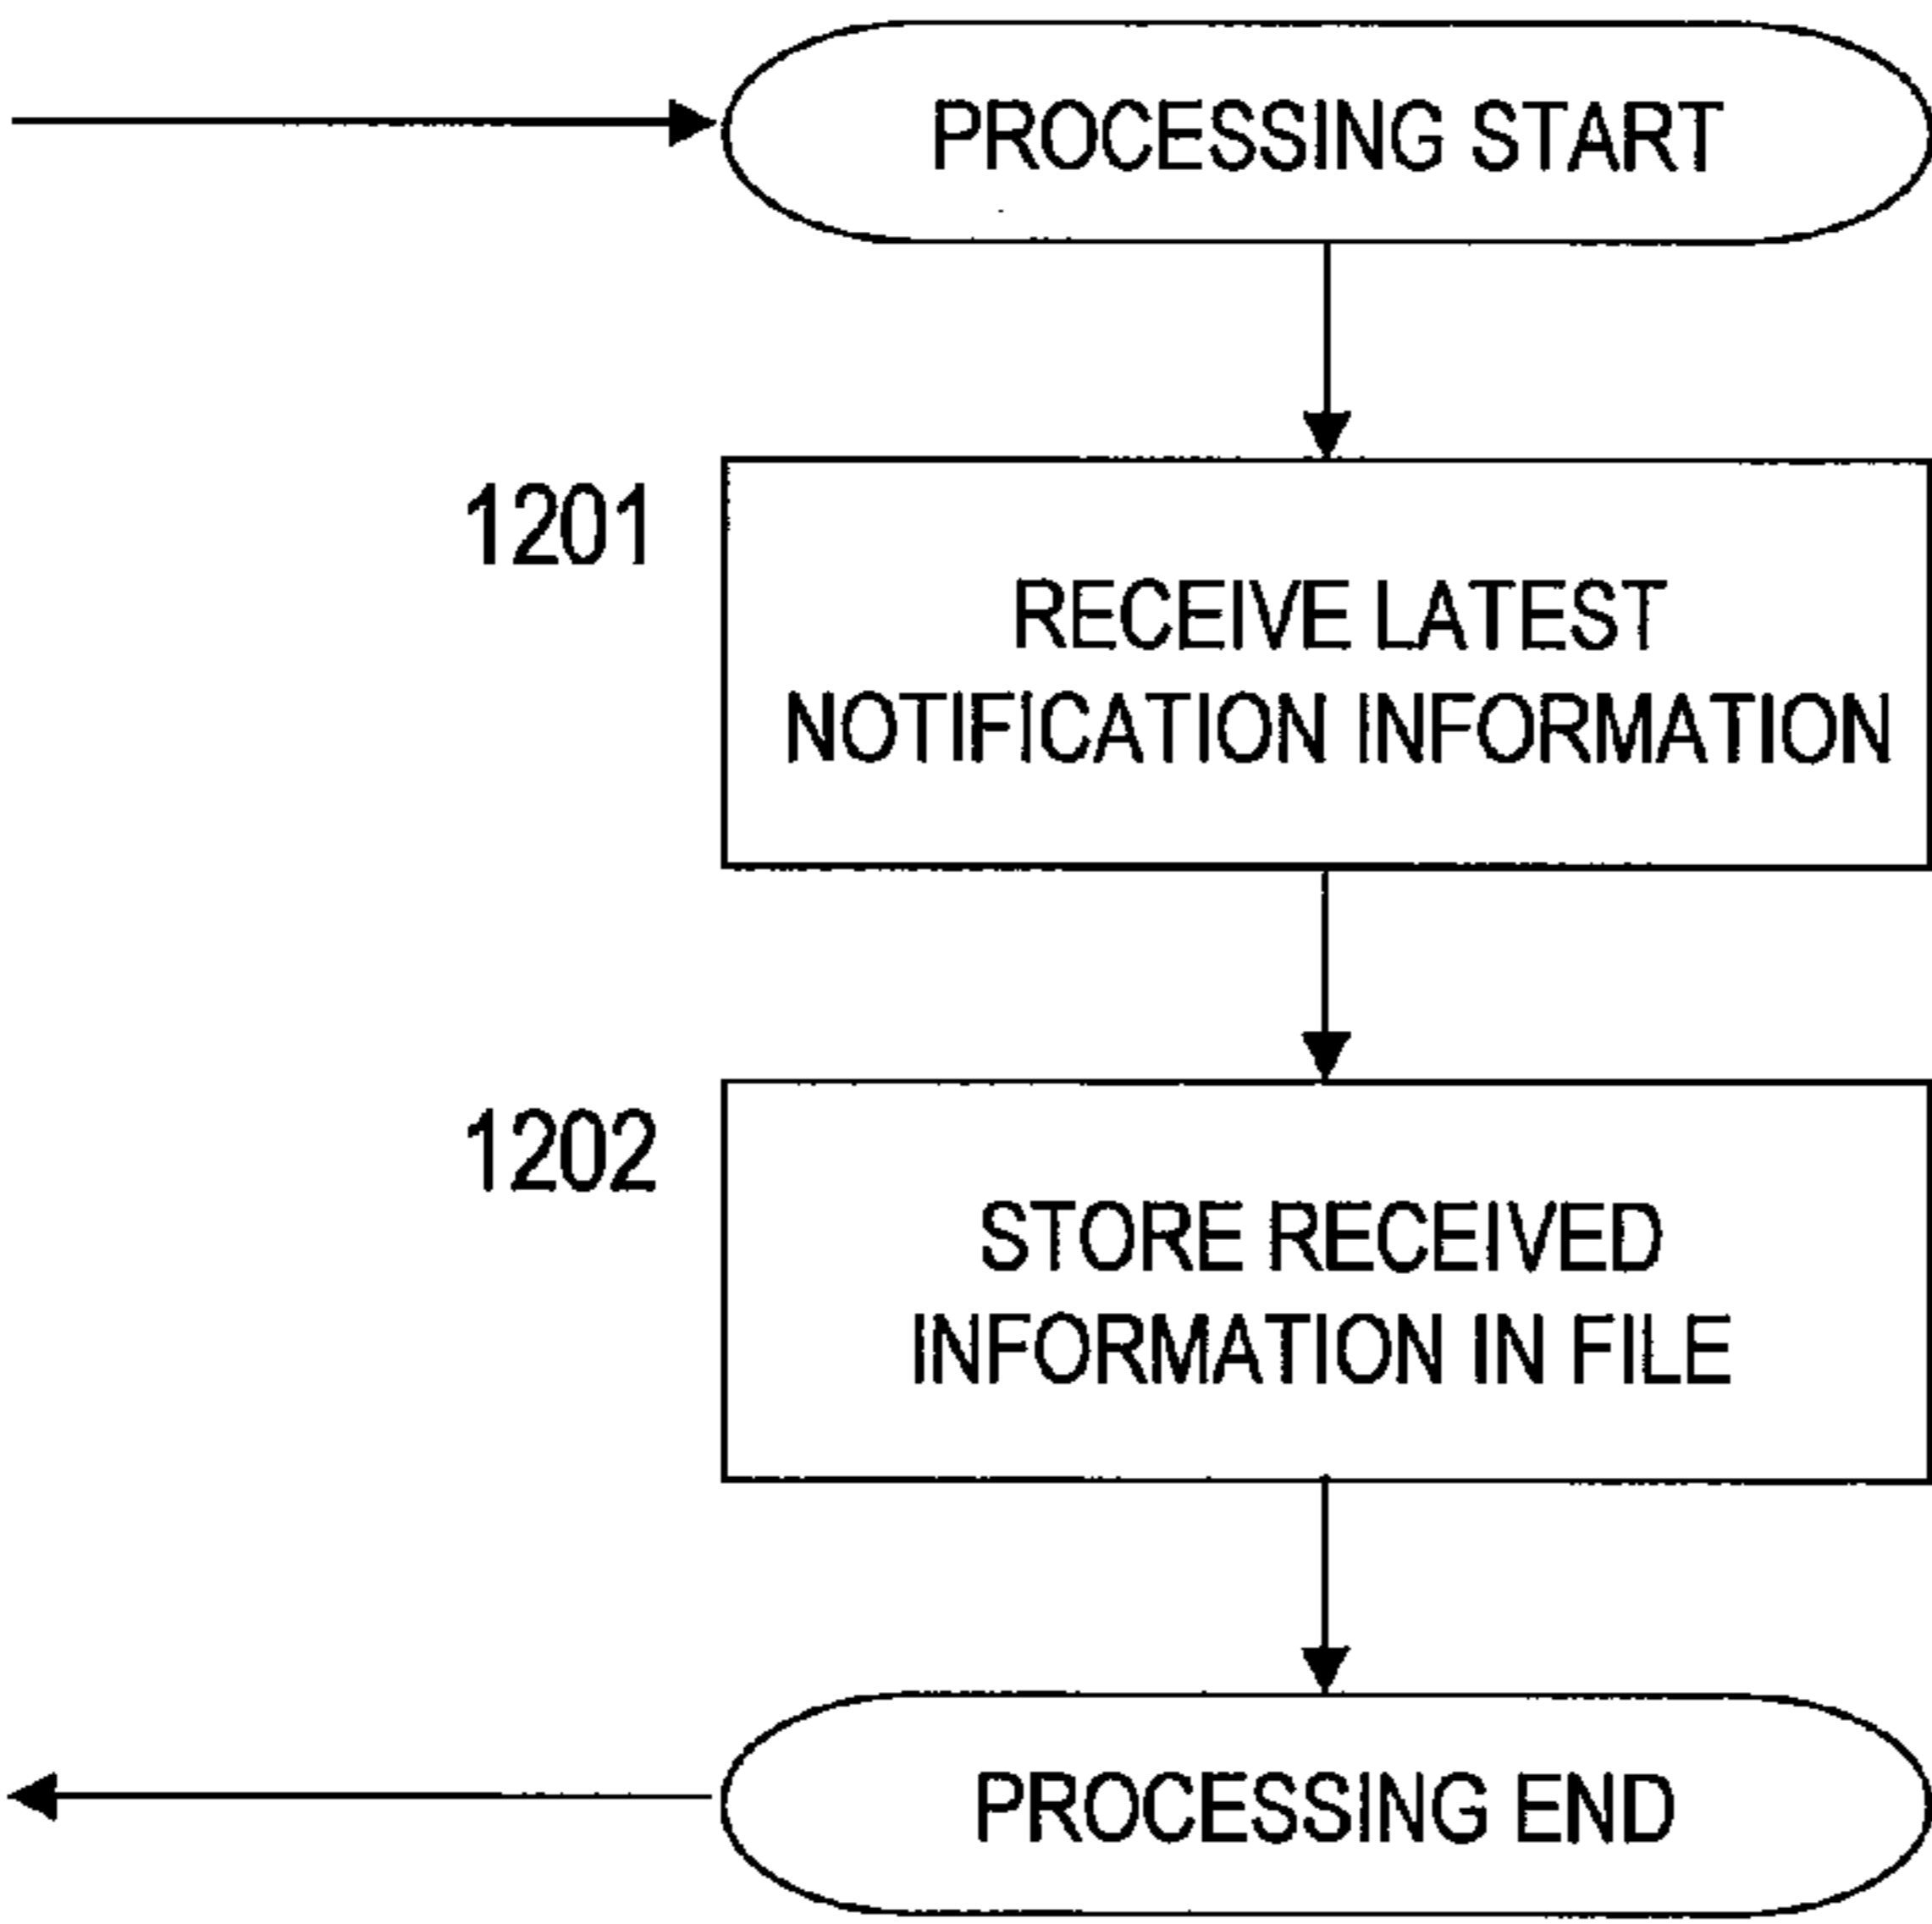 PROCESSING START
1201
RECEIVE LATEST
NOTIFICATION INFORMATION
1202
STORE RECEIVED
INFORMATION IN FILE
PROCESSING END